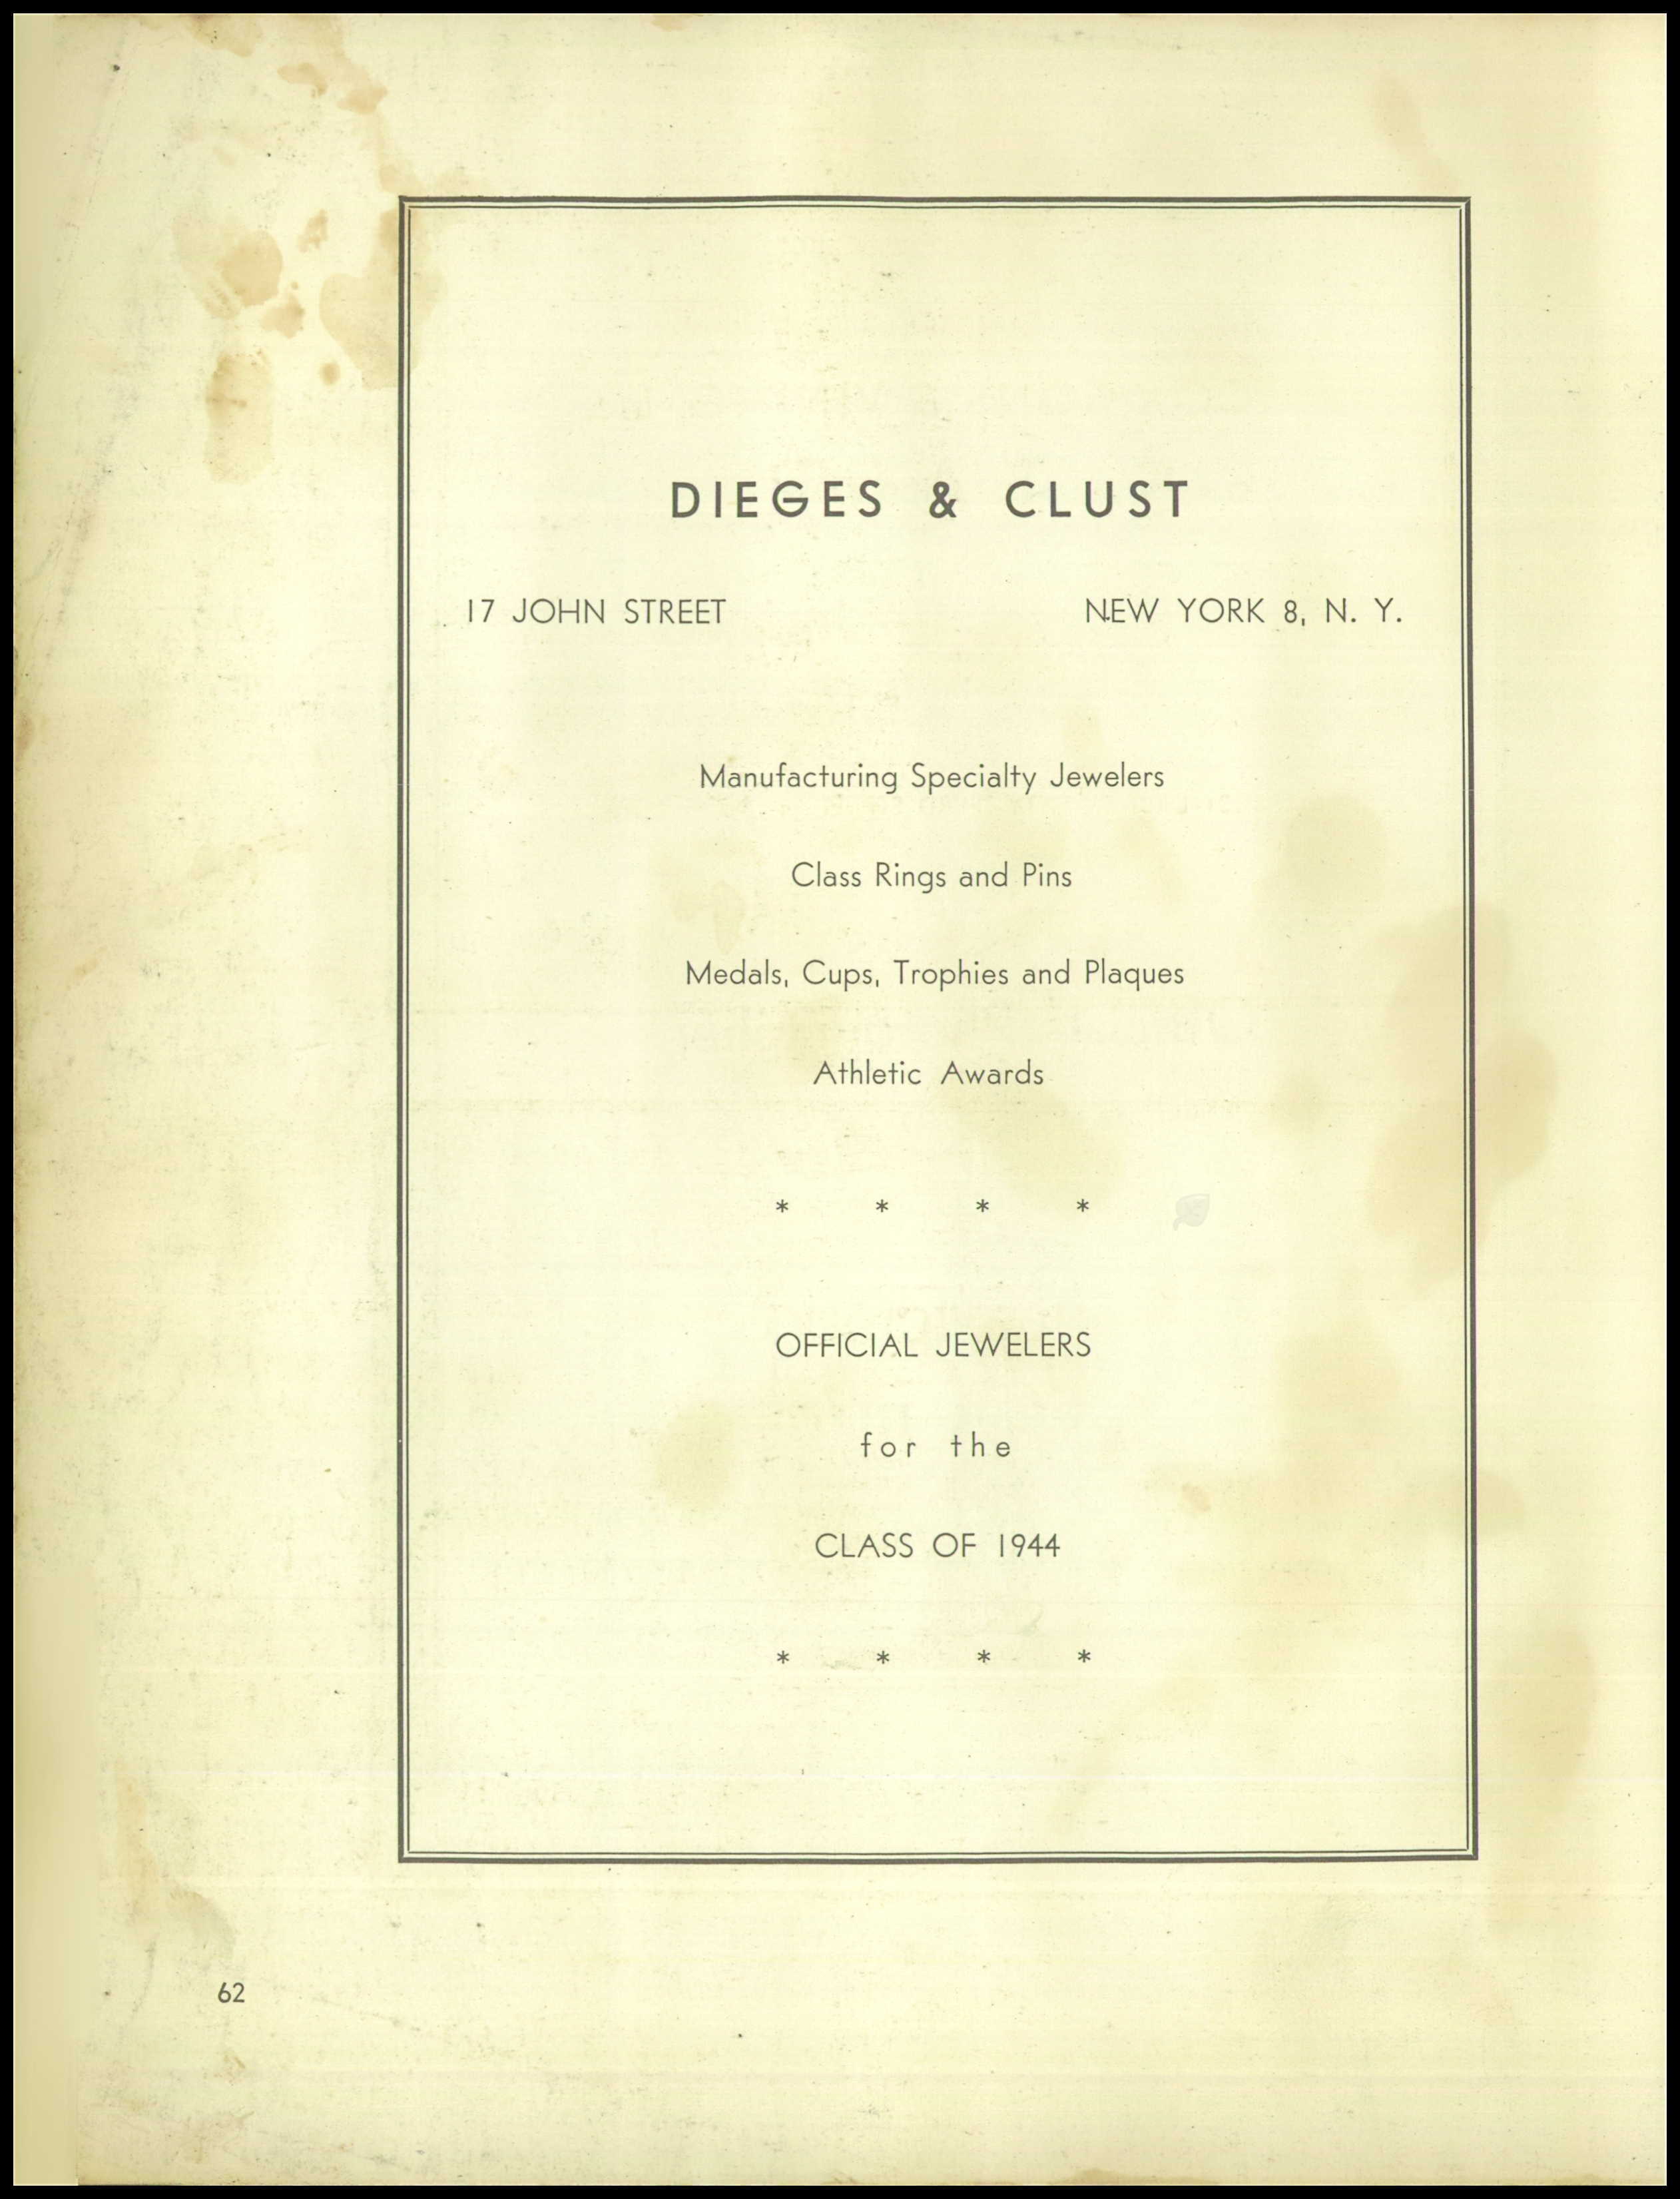 DIEGES & CLUST
17 JOHN STREET NEW YORK 8, N. Y.
Manufacturing Specialty Jewelers
Class Rings and Pins
Medals, Cups, Trophies and Plaques
Athletic Awards
* * * *
OFFICIAL JEWELERS
for the
CLASS OF 1944
* * * *
62